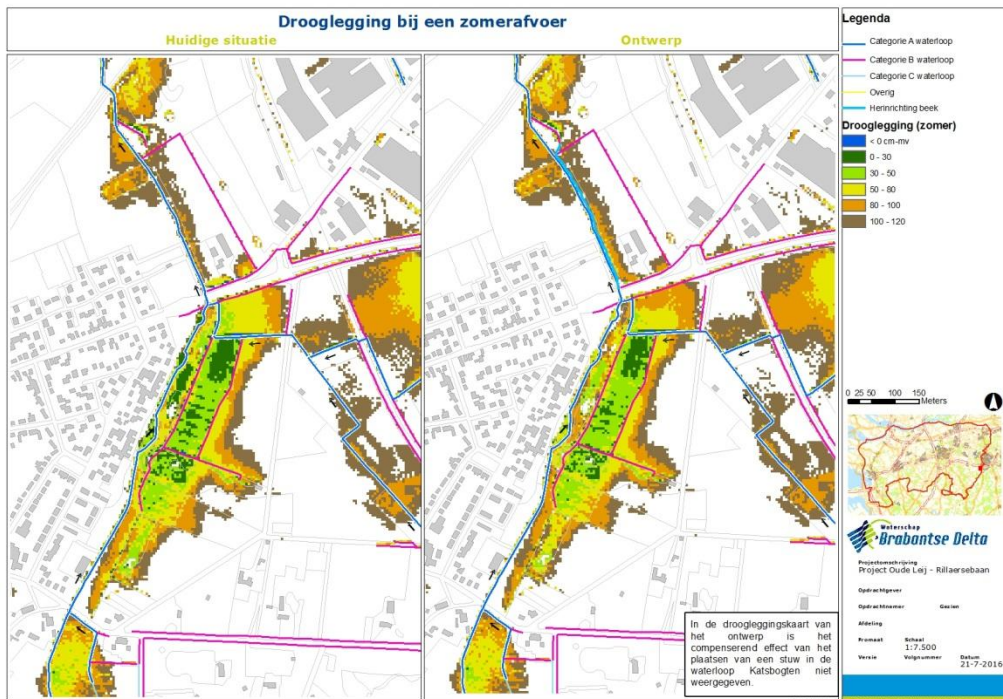 Drooglegging bij een zomerafvoer
Huidige situatie
Ontwerp
In de droogleggingskaart van
het ontwerp is het
compenserend effect van het
plaatsen van een stuw in de
waterloop Katsbogten niet
weergegeven.
Legenda
Categorie A waterloop
Categorie B waterloop
Categorie C waterloop
Overig
Herinrichting beek
Drooglegging (zomer)
< 0 cm-mv
0 - 30
30 - 50
50 - 80
80 - 100
100 - 120
0 25 50 100 150
Meters
Waterschap
Brabantse Delta
Projectomschrijving
Project Oude Leij - Rillaersebaan
Opdrachtgever
Opdrachtnemer
Afdeling
Formaat Schaal
1:7.500
Versie Volgnummer Datum
21-7-2016